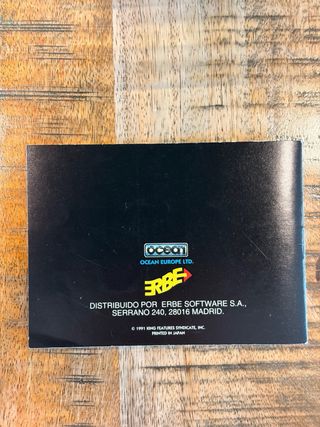 ocean
OCEAN EUROPE LTD.
ERBE
DISTRIBUIDO POR ERBE SOFTWARE S.A.,
SERRANO 240, 28016 MADRID.
© 1991 KING FEATURES SYNDICATE, INC.
PRINTED IN JAPAN